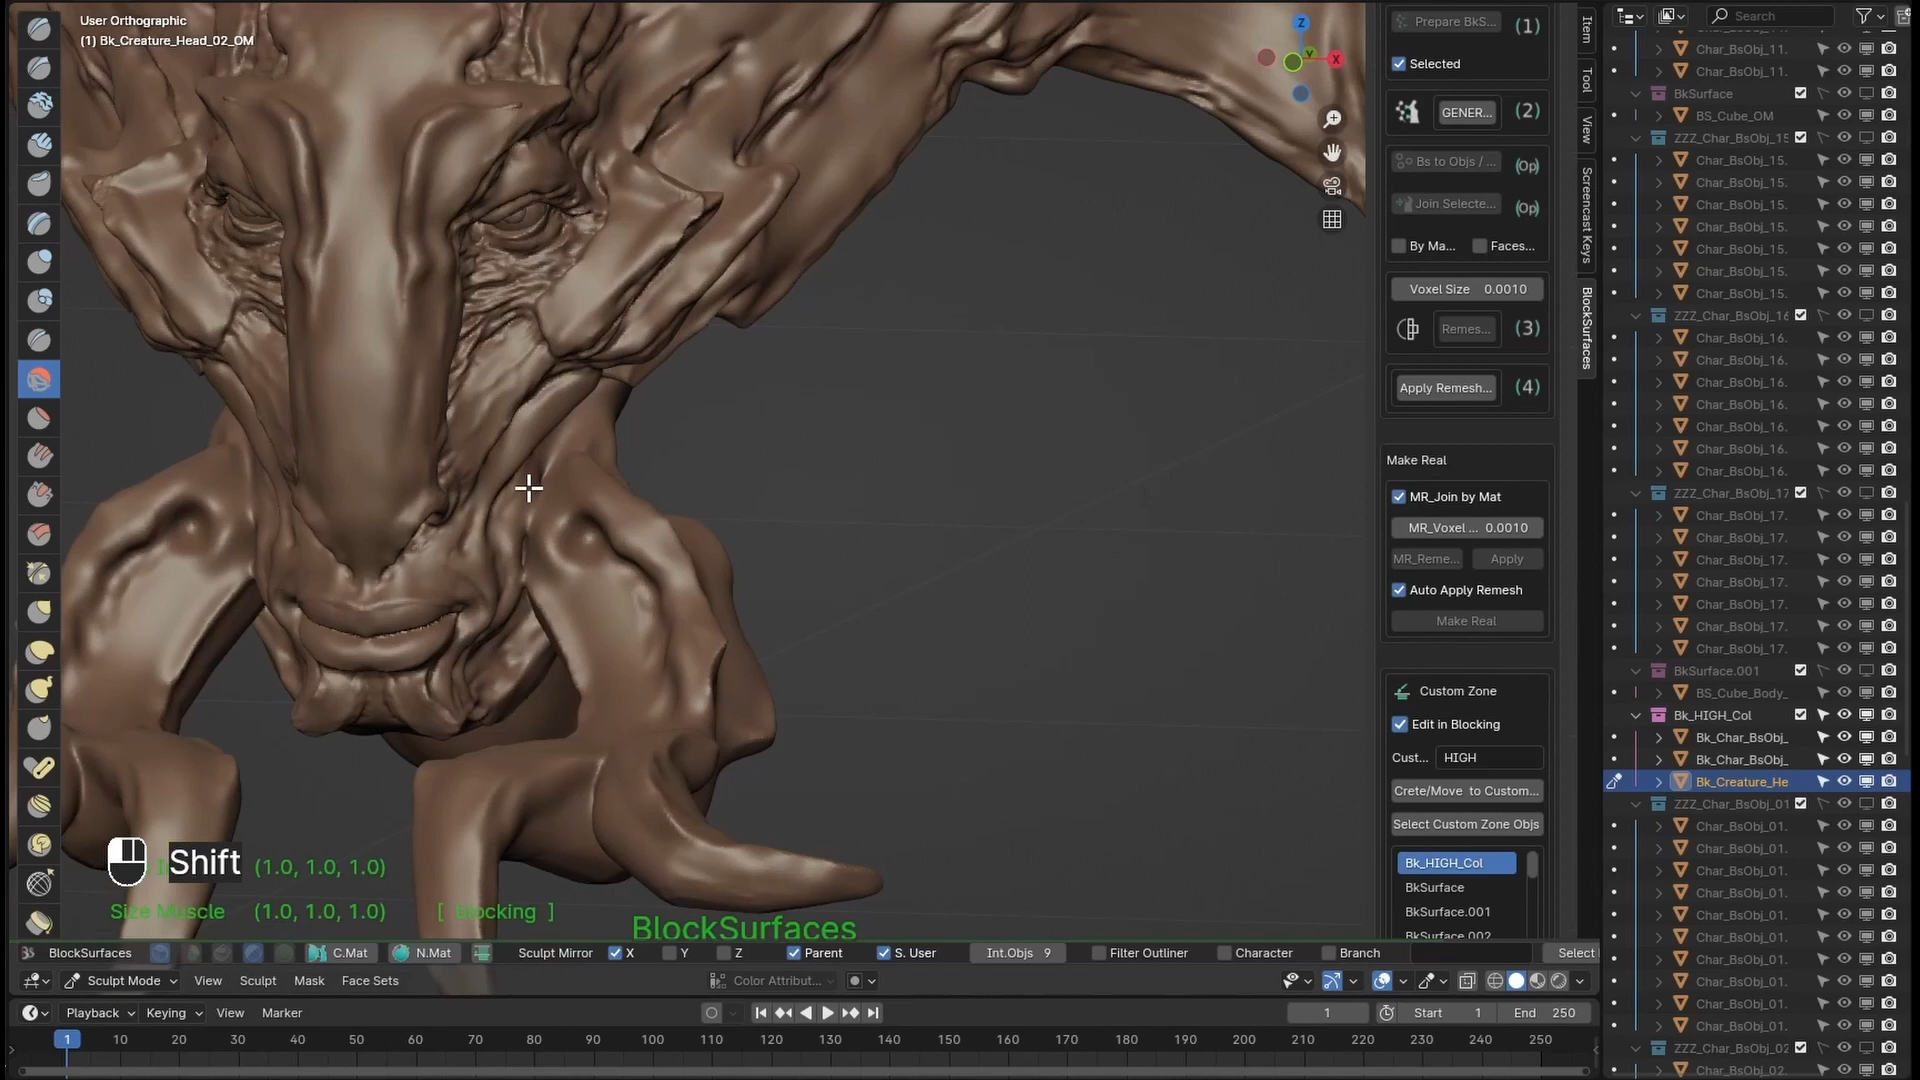 User Orthographic
(1) Bk_Creature_Head_02_OM
Z
Y
X
Shift
(1.0, 1.0, 1.0)
Size Muscle (1.0, 1.0, 1.0) [ Blocking ]
BlockSurfaces
Prepare BkS... (1)
Selected
GENER... (2)
Bs to Objs / ... (Op)
Join Selecte... (Op)
By Ma... Faces...
Voxel Size 0.0010
Remes... (3)
Apply Remesh... (4)
Make Real
MR_Join by Mat
MR_Voxel ... 0.0010
MR_Reme... Apply
Auto Apply Remesh
Make Real
Custom Zone
Edit in Blocking
Cust... HIGH
Crete/Move to Custom...
Select Custom Zone Objs
Bk_HIGH_Col
BkSurface
BkSurface.001
BkSurface.002
Item
Tool
View
Screencast Keys
BlockSurfaces
Search
Char_BsObj_11.
Char_BsObj_11.
BkSurface
BS_Cube_OM
ZZZ_Char_BsObj_15
Char_BsObj_15.
Char_BsObj_15.
Char_BsObj_15.
Char_BsObj_15.
Char_BsObj_15.
Char_BsObj_15.
Char_BsObj_15.
ZZZ_Char_BsObj_16
Char_BsObj_16.
Char_BsObj_16.
Char_BsObj_16.
Char_BsObj_16.
Char_BsObj_16.
Char_BsObj_16.
Char_BsObj_16.
ZZZ_Char_BsObj_17
Char_BsObj_17.
Char_BsObj_17.
Char_BsObj_17.
Char_BsObj_17.
Char_BsObj_17.
Char_BsObj_17.
Char_BsObj_17.
BkSurface.001
BS_Cube_Body_
Bk_HIGH_Col
Bk_Char_BsObj_
Bk_Char_BsObj_
Bk_Creature_He
ZZZ_Char_BsObj_01
Char_BsObj_01.
Char_BsObj_01.
Char_BsObj_01.
Char_BsObj_01.
Char_BsObj_01.
Char_BsObj_01.
Char_BsObj_01.
Char_BsObj_01.
Char_BsObj_01.
Char_BsObj_01.
ZZZ_Char_BsObj_02
Char_BsObj_02.
BlockSurfaces C.Mat N.Mat Sculpt Mirror X Y Z Parent S. User Int.Objs 9 Filter Outliner Character Branch Select
Sculpt Mode View Sculpt Mask Face Sets Color Attribut...
Playback Keying View Marker 1 Start 1 End 250
1 10 20 30 40 50 60 70 80 90 100 110 120 130 140 150 160 170 180 190 200 210 220 230 240 250